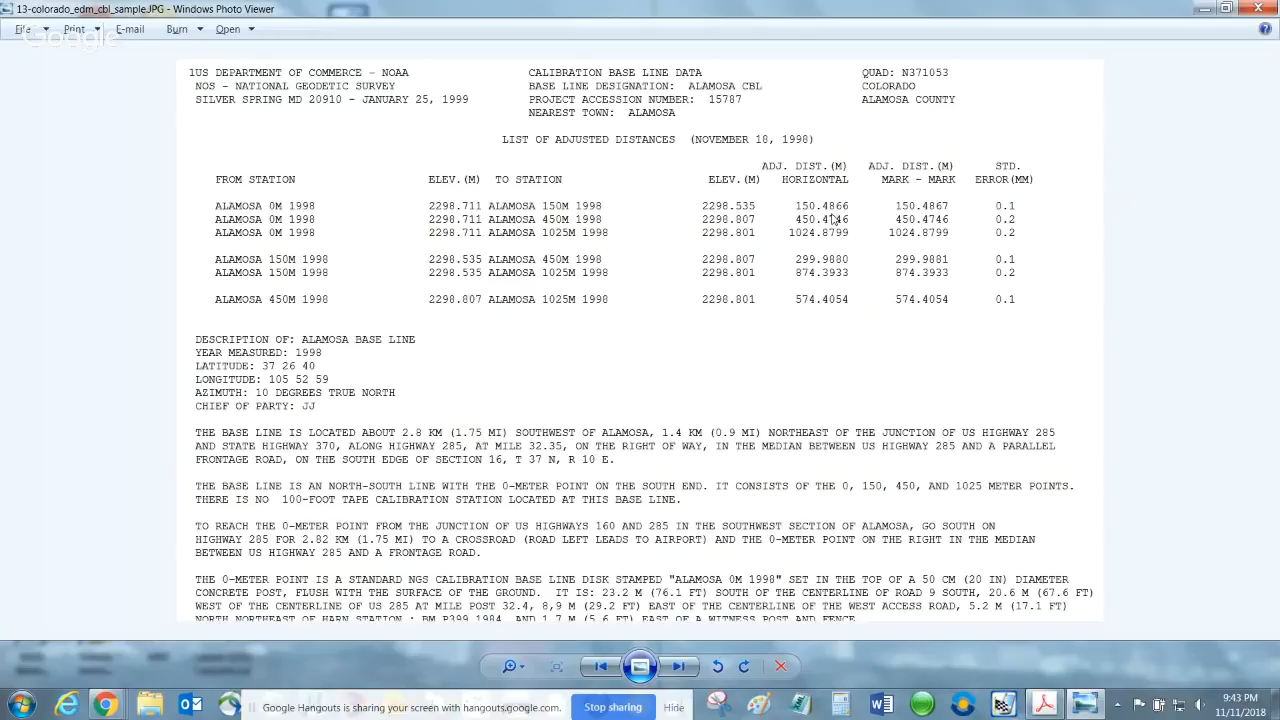 13-colorado_edm_cbl_sample.JPG - Windows Photo Viewer
File Print E-mail Burn Open
Google
1US DEPARTMENT OF COMMERCE - NOAA CALIBRATION BASE LINE DATA QUAD: N371053
NOS - NATIONAL GEODETIC SURVEY BASE LINE DESIGNATION: ALAMOSA CBL COLORADO
SILVER SPRING MD 20910 - JANUARY 25, 1999 PROJECT ACCESSION NUMBER: 15787 ALAMOSA COUNTY
NEAREST TOWN: ALAMOSA
LIST OF ADJUSTED DISTANCES (NOVEMBER 18, 1998)
ADJ. DIST.(M) ADJ. DIST.(M) STD.
FROM STATION ELEV.(M) TO STATION ELEV.(M) HORIZONTAL MARK - MARK ERROR(MM)
ALAMOSA 0M 1998 2298.711 ALAMOSA 150M 1998 2298.535 150.4866 150.4867 0.1
ALAMOSA 0M 1998 2298.711 ALAMOSA 450M 1998 2298.807 450.4746 450.4746 0.2
ALAMOSA 0M 1998 2298.711 ALAMOSA 1025M 1998 2298.801 1024.8799 1024.8799 0.2
ALAMOSA 150M 1998 2298.535 ALAMOSA 450M 1998 2298.807 299.9880 299.9881 0.1
ALAMOSA 150M 1998 2298.535 ALAMOSA 1025M 1998 2298.801 874.3933 874.3933 0.2
ALAMOSA 450M 1998 2298.807 ALAMOSA 1025M 1998 2298.801 574.4054 574.4054 0.1
DESCRIPTION OF: ALAMOSA BASE LINE
YEAR MEASURED: 1998
LATITUDE: 37 26 40
LONGITUDE: 105 52 59
AZIMUTH: 10 DEGREES TRUE NORTH
CHIEF OF PARTY: JJ
THE BASE LINE IS LOCATED ABOUT 2.8 KM (1.75 MI) SOUTHWEST OF ALAMOSA, 1.4 KM (0.9 MI) NORTHEAST OF THE JUNCTION OF US HIGHWAY 285
AND STATE HIGHWAY 370, ALONG HIGHWAY 285, AT MILE 32.35, ON THE RIGHT OF WAY, IN THE MEDIAN BETWEEN US HIGHWAY 285 AND A PARALLEL
FRONTAGE ROAD, ON THE SOUTH EDGE OF SECTION 16, T 37 N, R 10 E.
THE BASE LINE IS AN NORTH-SOUTH LINE WITH THE 0-METER POINT ON THE SOUTH END. IT CONSISTS OF THE 0, 150, 450, AND 1025 METER POINTS.
THERE IS NO 100-FOOT TAPE CALIBRATION STATION LOCATED AT THIS BASE LINE.
TO REACH THE 0-METER POINT FROM THE JUNCTION OF US HIGHWAYS 160 AND 285 IN THE SOUTHWEST SECTION OF ALAMOSA, GO SOUTH ON
HIGHWAY 285 FOR 2.82 KM (1.75 MI) TO A CROSSROAD (ROAD LEFT LEADS TO AIRPORT) AND THE 0-METER POINT ON THE RIGHT IN THE MEDIAN
BETWEEN US HIGHWAY 285 AND A FRONTAGE ROAD.
THE 0-METER POINT IS A STANDARD NGS CALIBRATION BASE LINE DISK STAMPED "ALAMOSA 0M 1998" SET IN THE TOP OF A 50 CM (20 IN) DIAMETER
CONCRETE POST, FLUSH WITH THE SURFACE OF THE GROUND. IT IS: 23.2 M (76.1 FT) SOUTH OF THE CENTERLINE OF ROAD 9 SOUTH, 20.6 M (67.6 FT)
WEST OF THE CENTERLINE OF US 285 AT MILE POST 32.4, 8,9 M (29.2 FT) EAST OF THE CENTERLINE OF THE WEST ACCESS ROAD, 5.2 M (17.1 FT)
NORTH NORTHEAST OF HARN STATION : BM P399 1984, AND 1.7 M (5.6 FT) EAST OF A WITNESS POST AND FENCE.
Google Hangouts is sharing your screen with hangouts.google.com. Stop sharing Hide
9:43 PM
11/11/2018